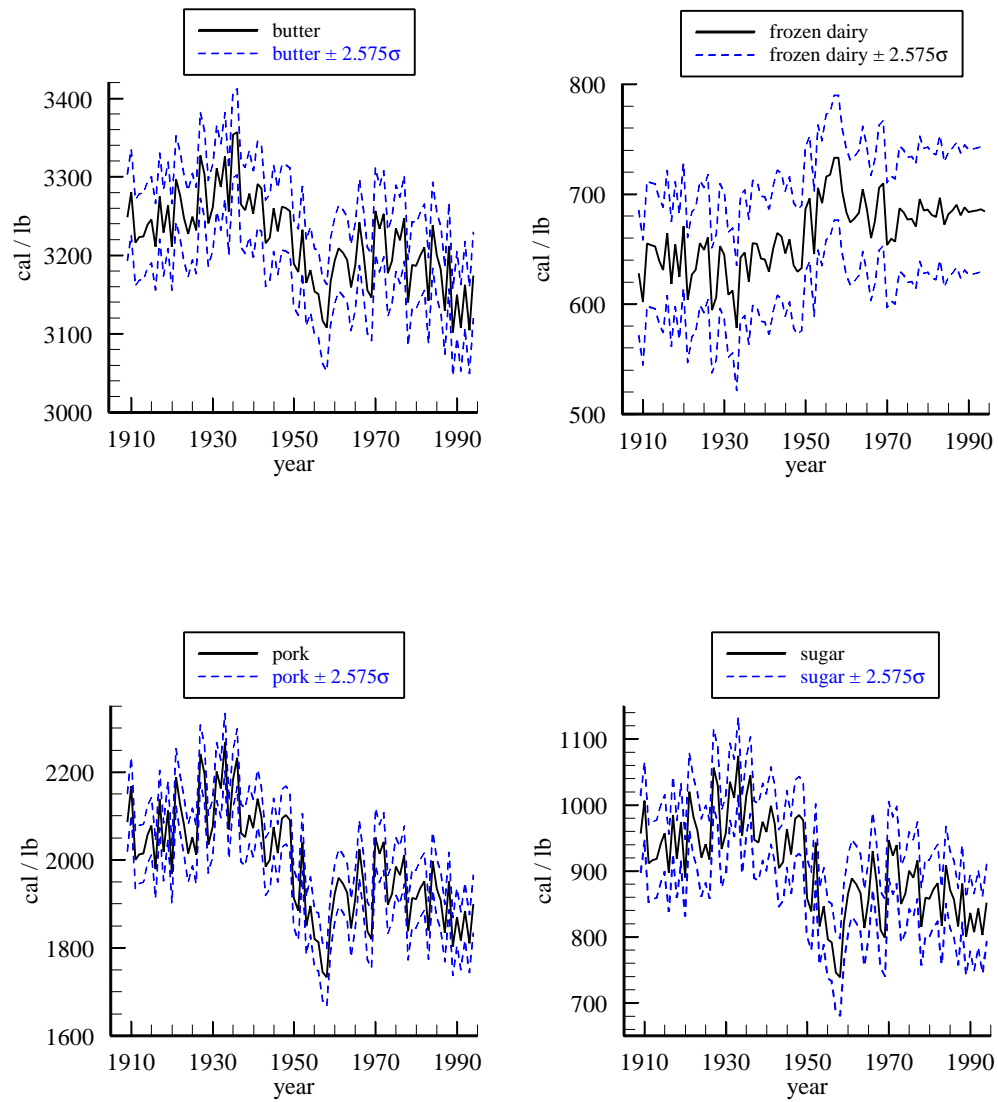 butter
butter ± 2.575σ
cal / lb
3400
3300
3200
3100
3000
1910 1930 1950 1970 1990
year
frozen dairy
frozen dairy ± 2.575σ
cal / lb
800
700
600
500
1910 1930 1950 1970 1990
year
pork
pork ± 2.575σ
cal / lb
2200
2000
1800
1600
1910 1930 1950 1970 1990
year
sugar
sugar ± 2.575σ
cal / lb
1100
1000
900
800
700
1910 1930 1950 1970 1990
year